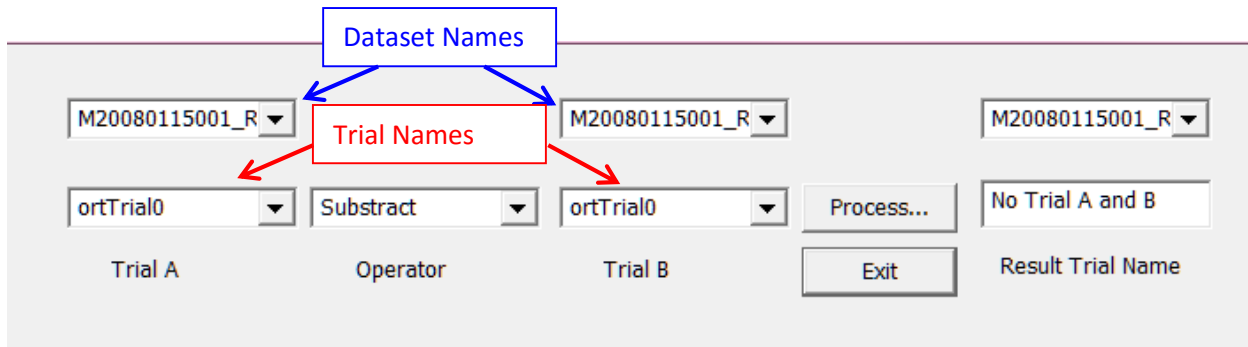 Dataset Names
M20080115001_R
M20080115001_R
M20080115001_R
Trial Names
ortTrial0
Substract
ortTrial0
Process...
No Trial A and B
Trial A
Operator
Trial B
Exit
Result Trial Name